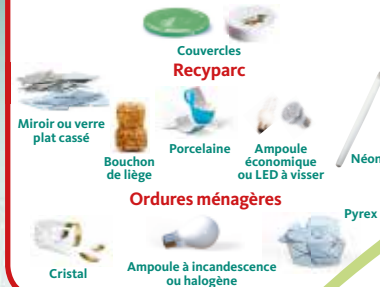 Couvercles
Recyparc
Miroir ou verre
plat cassé
Bouchon
de liège
Porcelaine
Ampoule
économique
ou LED à visser
Néon
Ordures ménagères
Cristal
Ampoule à incandescence
ou halogène
Pyrex